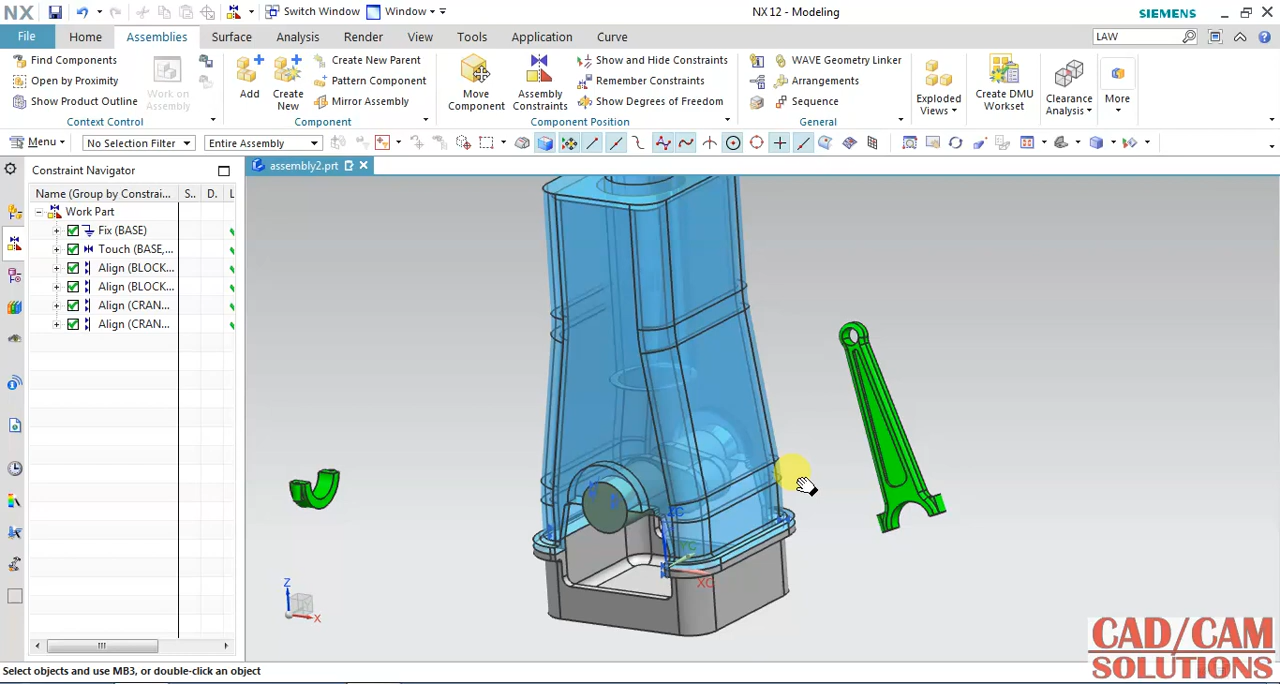 NX
Switch Window
Window
NX 12 - Modeling
SIEMENS
File
Home
Assemblies
Surface
Analysis
Render
View
Tools
Application
Curve
LAW
Find Components
Open by Proximity
Show Product Outline
Context Control
Work on Assembly
Add
Create New
Create New Parent
Pattern Component
Mirror Assembly
Component
Move Component
Assembly Constraints
Show and Hide Constraints
Remember Constraints
Show Degrees of Freedom
Component Position
WAVE Geometry Linker
Arrangements
Sequence
General
Exploded Views
Create DMU Workset
Clearance Analysis
More
Menu
No Selection Filter
Entire Assembly
Constraint Navigator
assembly2.prt
Name (Group by Constrai...
S..
D.
L
Work Part
Fix (BASE)
Touch (BASE,...
Align (BLOCK...
Align (BLOCK...
Align (CRAN...
Align (CRAN...
ZC
YC
XC
Z
X
CAD/CAM
SOLUTIONS
Select objects and use MB3, or double-click an object